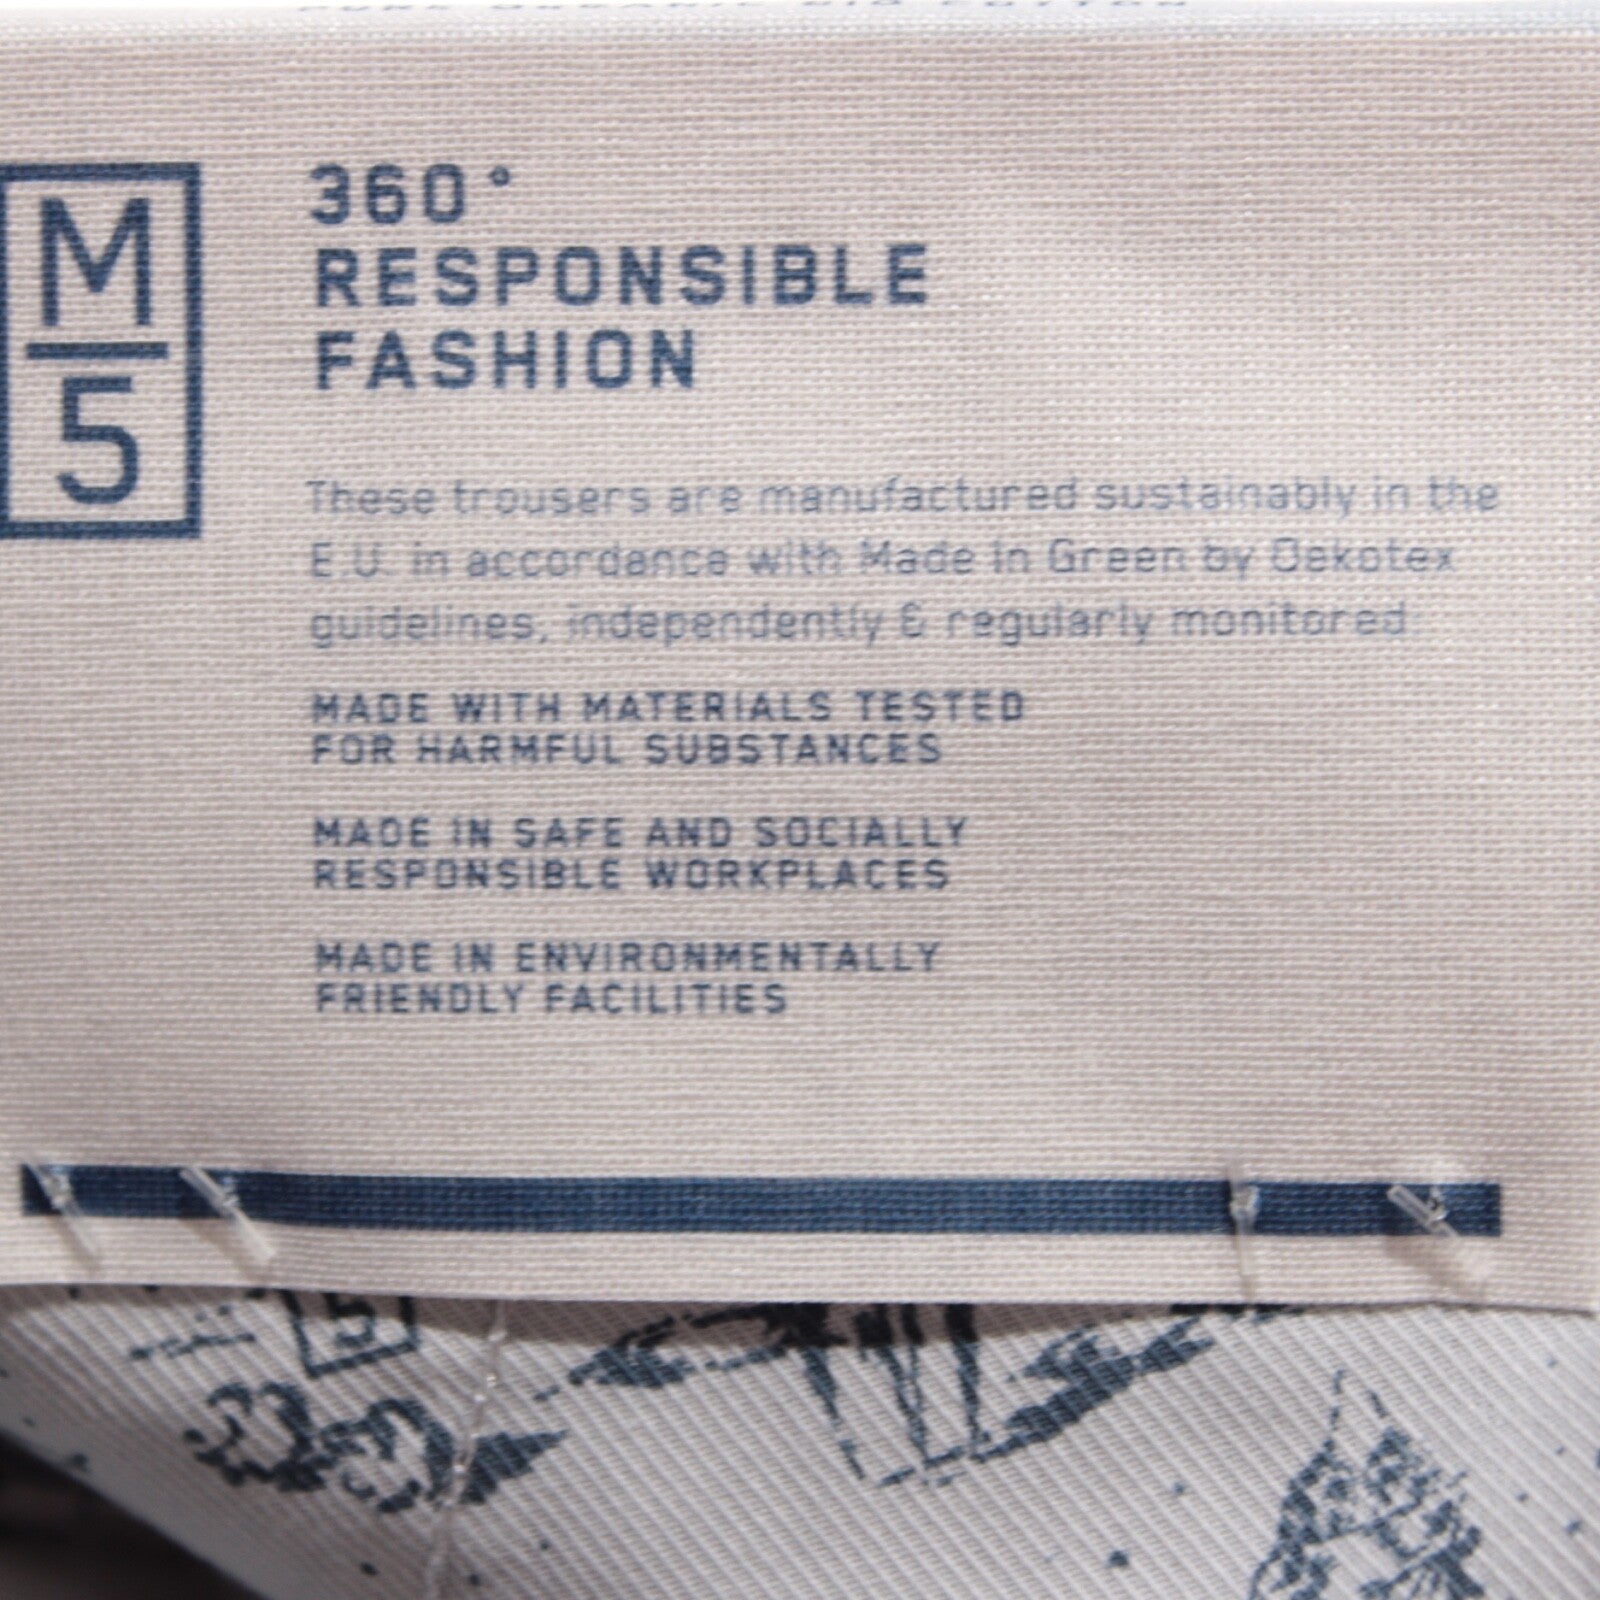 M
5
360°
RESPONSIBLE
FASHION
These trousers are manufactured sustainably in the
E.U. in accordance with Made in Green by Oekotex
guidelines, independently & regularly monitored:
MADE WITH MATERIALS TESTED
FOR HARMFUL SUBSTANCES
MADE IN SAFE AND SOCIALLY
RESPONSIBLE WORKPLACES
MADE IN ENVIRONMENTALLY
FRIENDLY FACILITIES
5